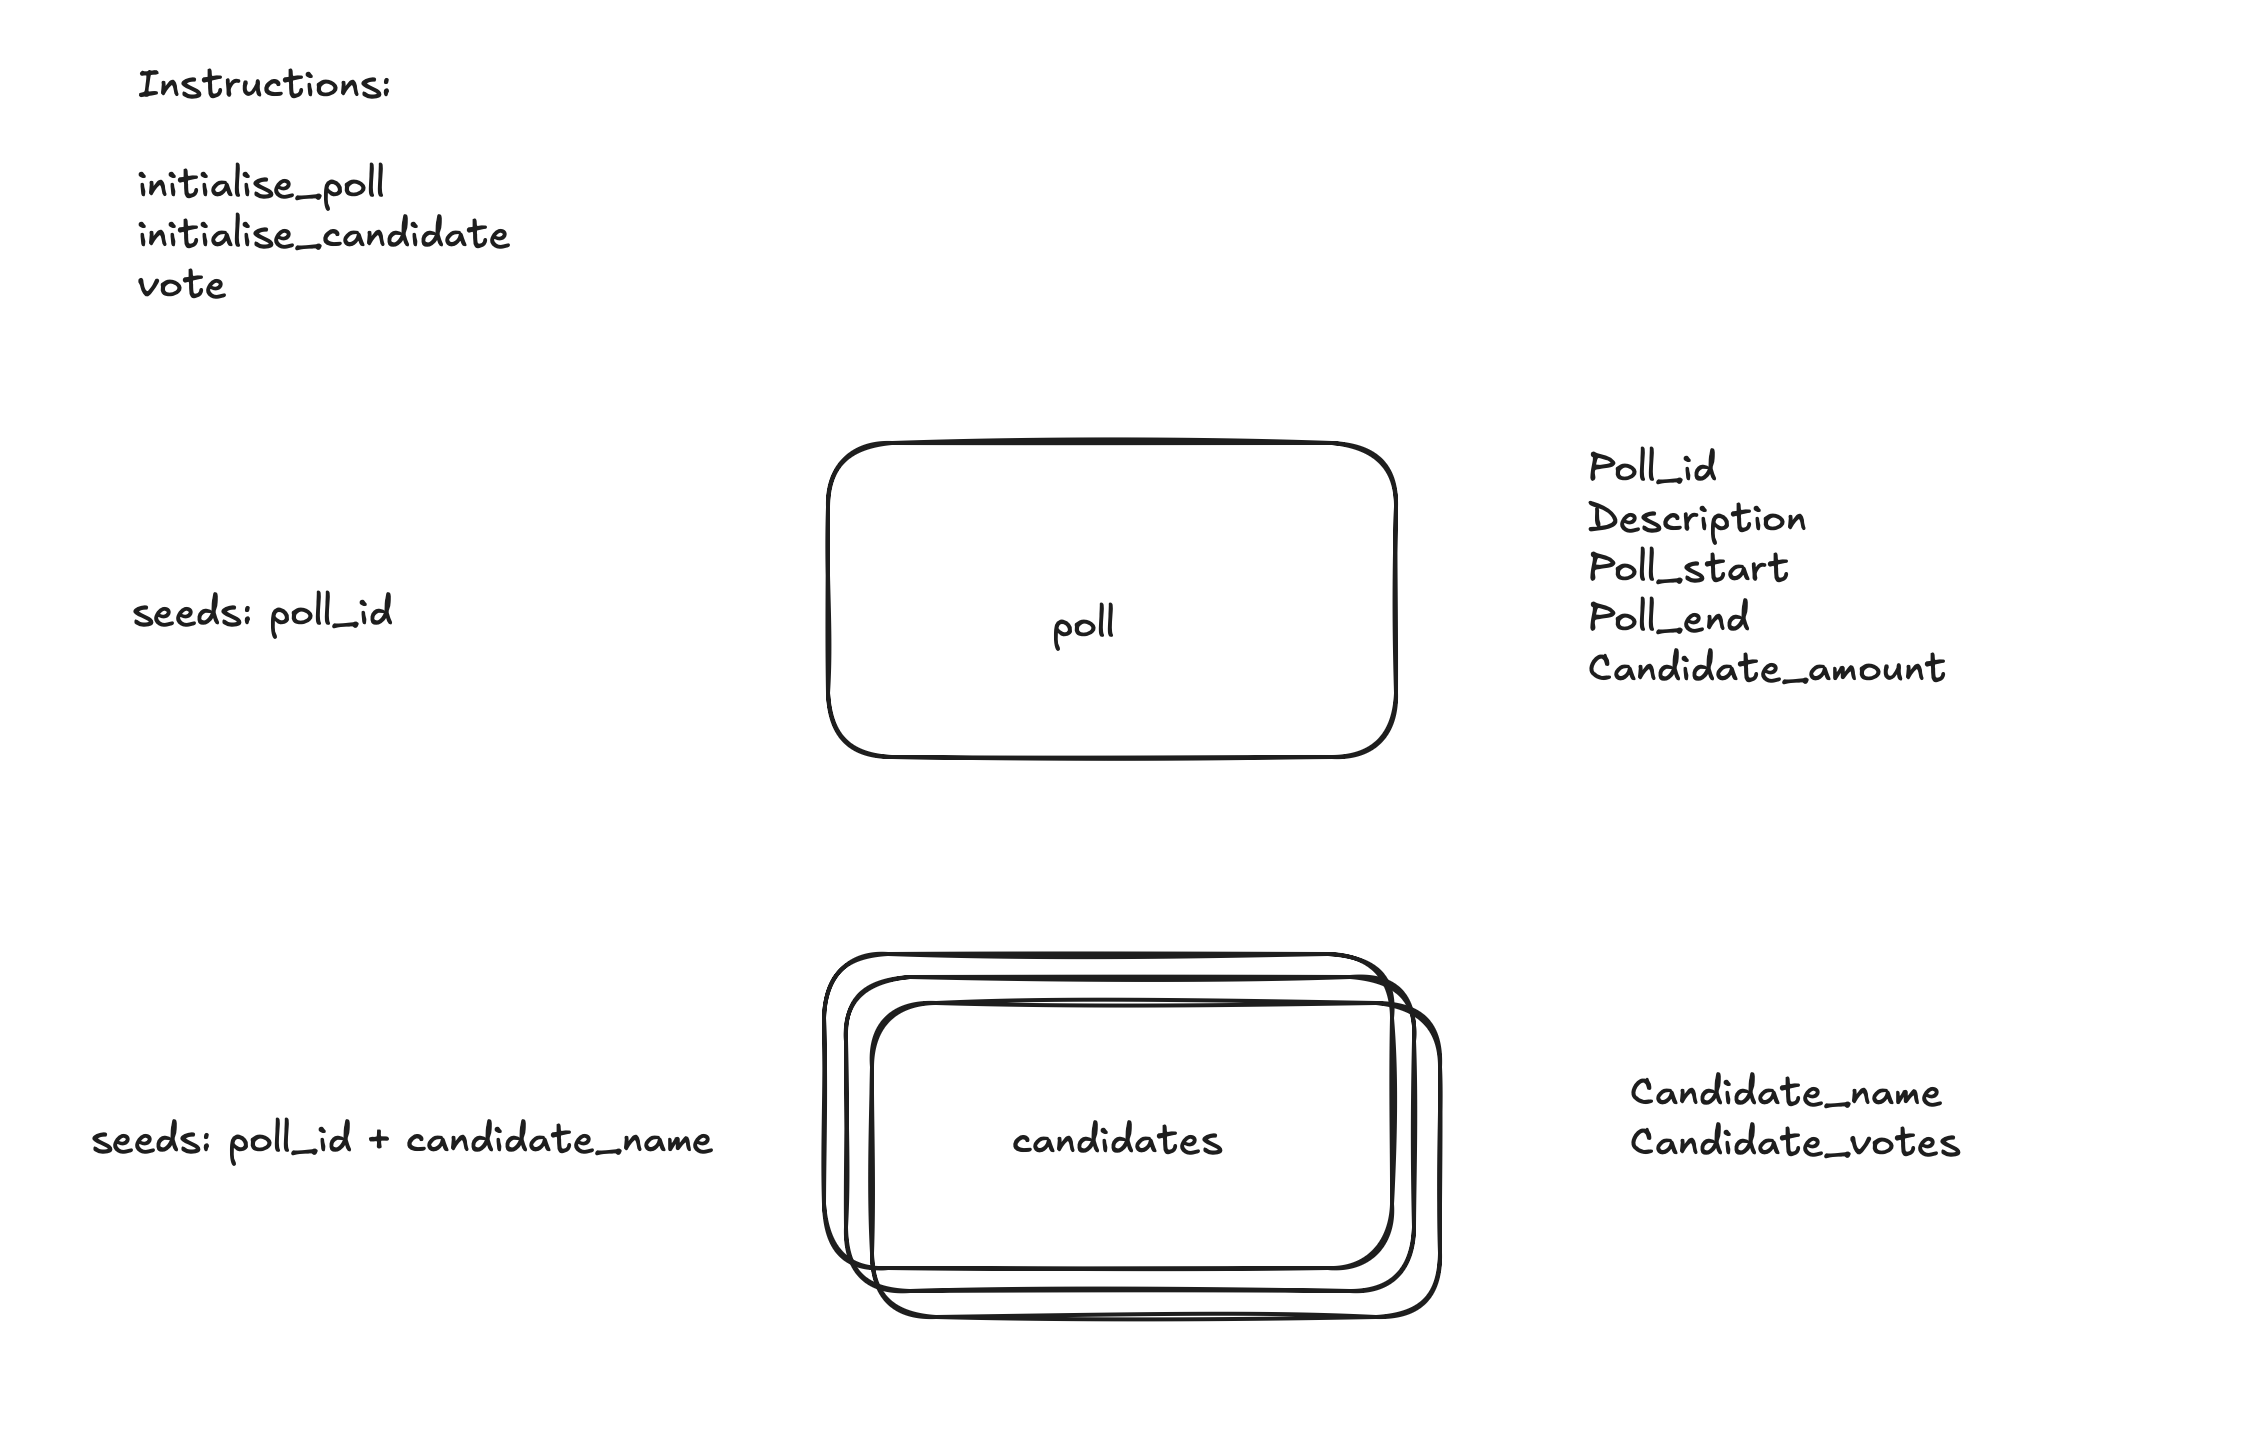 Instructions:
initialise_poll
initialise_candidate
vote
seeds: poll_id
poll
Poll_id
Description
Poll_start
Poll_end
Candidate_amount
seeds: poll_id + candidate_name
candidates
Candidate_name
Candidate_votes